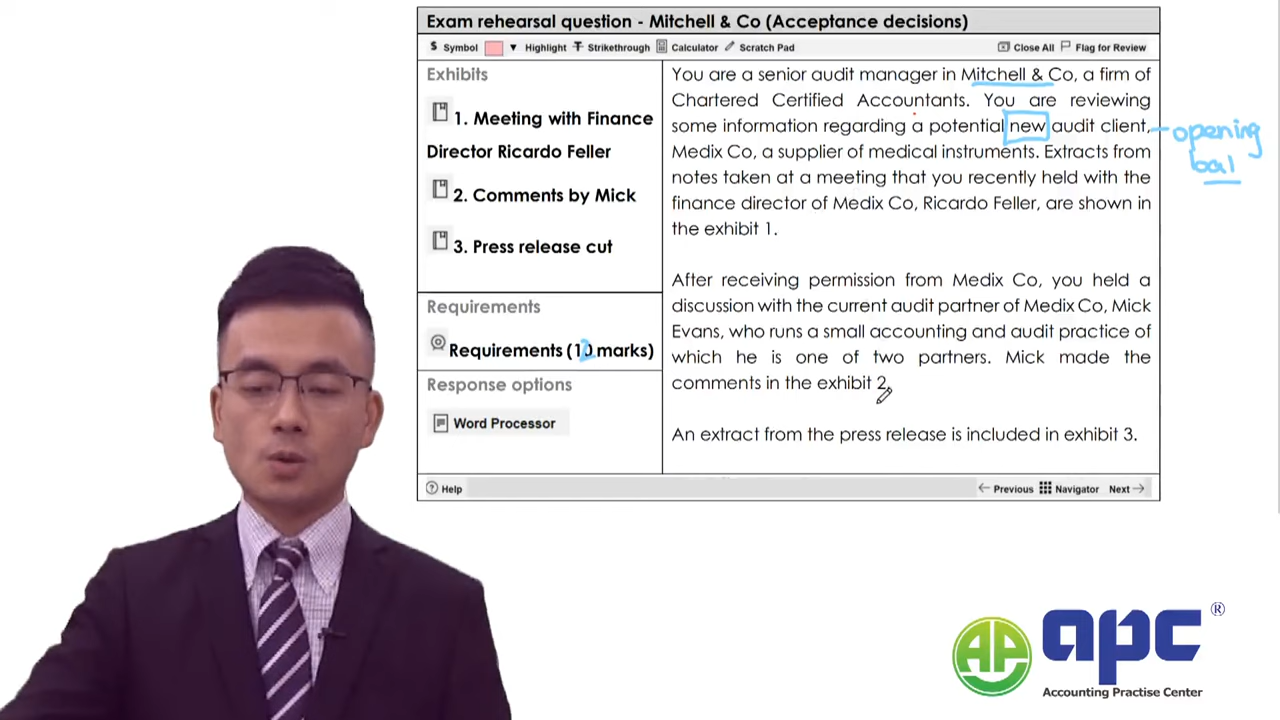 Exam rehearsal question - Mitchell & Co (Acceptance decisions)
$ Symbol ▼ Highlight Strikethrough Calculator Scratch Pad Close All Flag for Review
Exhibits
1. Meeting with Finance
Director Ricardo Feller
2. Comments by Mick
3. Press release cut
Requirements
Requirements (12 marks)
Response options
Word Processor
You are a senior audit manager in Mitchell & Co, a firm of
Chartered Certified Accountants. You are reviewing
some information regarding a potential new audit client,
Medix Co, a supplier of medical instruments. Extracts from
notes taken at a meeting that you recently held with the
finance director of Medix Co, Ricardo Feller, are shown in
the exhibit 1.
After receiving permission from Medix Co, you held a
discussion with the current audit partner of Medix Co, Mick
Evans, who runs a small accounting and audit practice of
which he is one of two partners. Mick made the
comments in the exhibit 2.
An extract from the press release is included in exhibit 3.
opening
bal
? Help
← Previous Navigator Next →
AP
apc ®
Accounting Practise Center